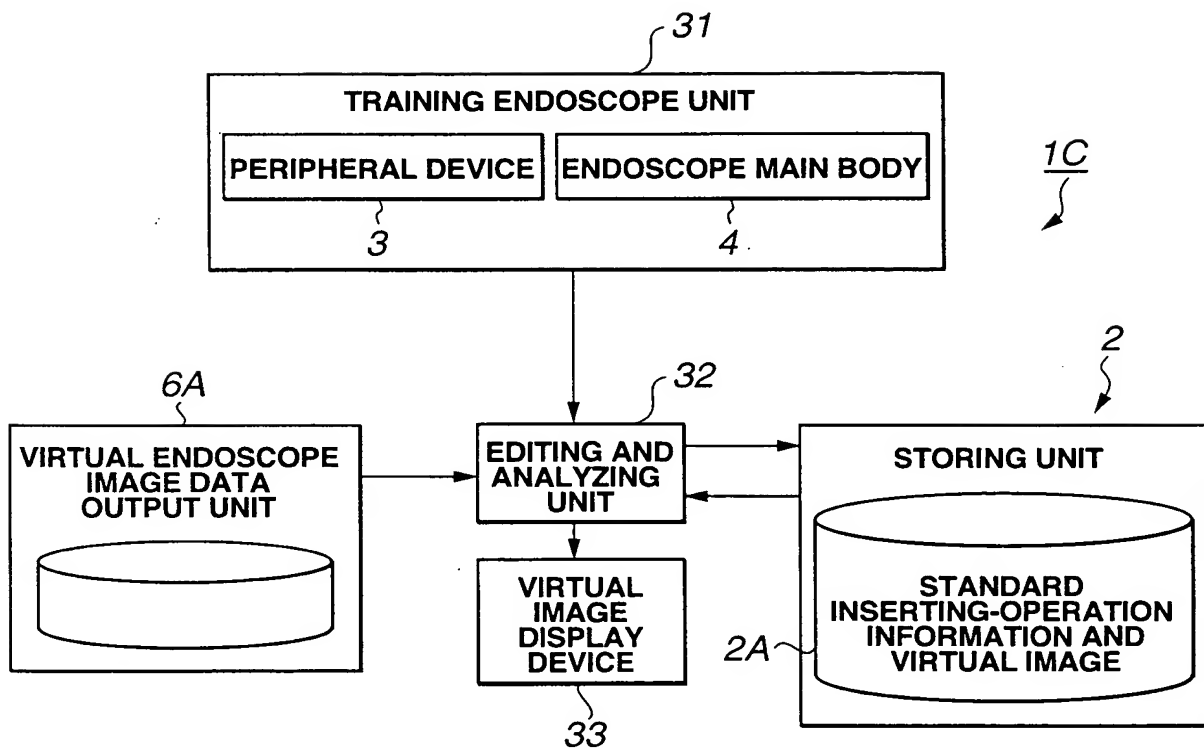 31
TRAINING ENDOSCOPE UNIT
PERIPHERAL DEVICE
ENDOSCOPE MAIN BODY
3
4
1C
6A
VIRTUAL ENDOSCOPE
IMAGE DATA
OUTPUT UNIT
32
EDITING AND
ANALYZING
UNIT
2
STORING UNIT
STANDARD
INSERTING-OPERATION
INFORMATION AND
VIRTUAL IMAGE
2A
VIRTUAL
IMAGE
DISPLAY
DEVICE
33